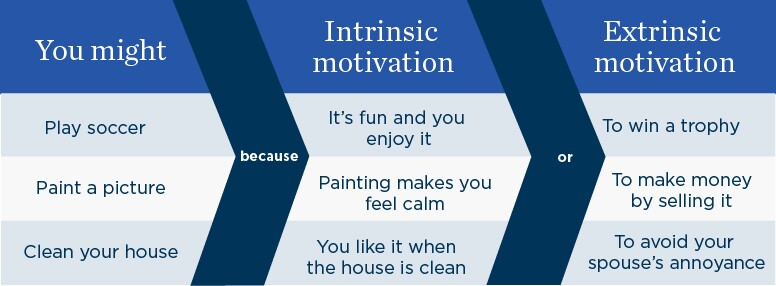 You might
Intrinsic
motivation
Extrinsic
motivation
Play soccer
because
It's fun and you
enjoy it
or
To win a trophy
Paint a picture
Painting makes you
feel calm
To make money
by selling it
Clean your house
You like it when
the house is clean
To avoid your
spouse's annoyance